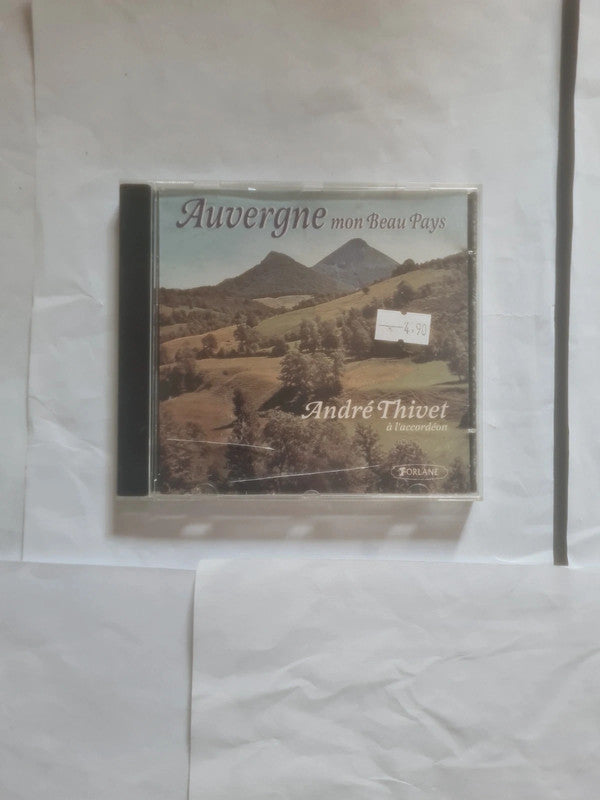 Auvergne mon Beau Pays
4,90
André Thivet
à l'accordéon
FORLANE